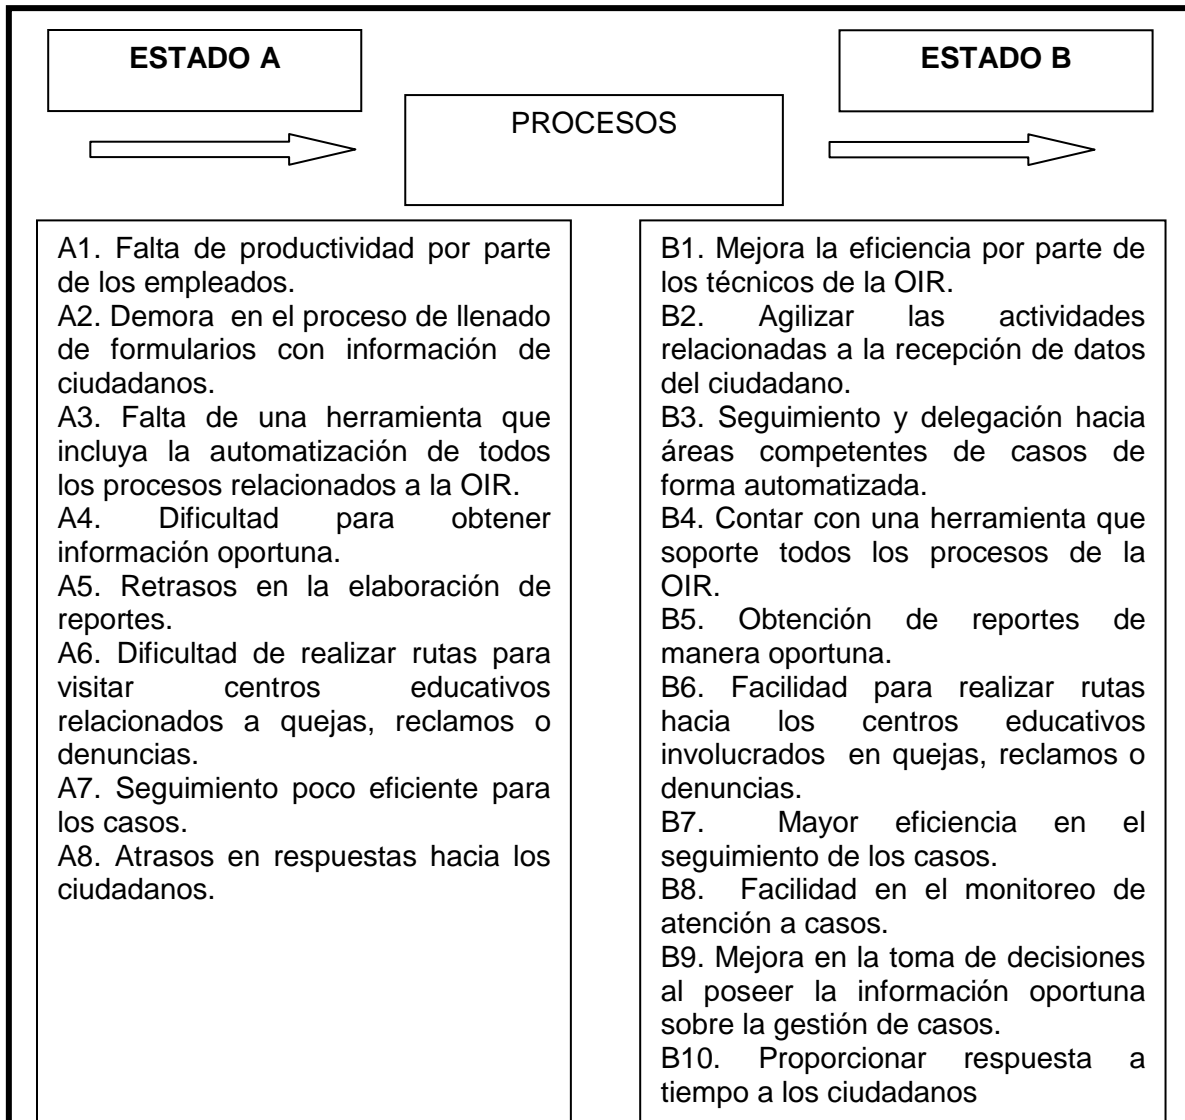 ESTADO A
ESTADO B
PROCESOS
A1. Falta de productividad por parte
de los empleados.
A2. Demora en el proceso de llenado
de formularios con información de
ciudadanos.
A3. Falta de una herramienta que
incluya la automatización de todos
los procesos relacionados a la OIR.
A4. Dificultad para obtener
información oportuna.
A5. Retrasos en la elaboración de
reportes.
A6. Dificultad de realizar rutas para
visitar centros educativos
relacionados a quejas, reclamos o
denuncias.
A7. Seguimiento poco eficiente para
los casos.
A8. Atrasos en respuestas hacia los
ciudadanos.
B1. Mejora la eficiencia por parte de
los técnicos de la OIR.
B2. Agilizar las actividades
relacionadas a la recepción de datos
del ciudadano.
B3. Seguimiento y delegación hacia
áreas competentes de casos de
forma automatizada.
B4. Contar con una herramienta que
soporte todos los procesos de la
OIR.
B5. Obtención de reportes de
manera oportuna.
B6. Facilidad para realizar rutas
hacia los centros educativos
involucrados en quejas, reclamos o
denuncias.
B7. Mayor eficiencia en el
seguimiento de los casos.
B8. Facilidad en el monitoreo de
atención a casos.
B9. Mejora en la toma de decisiones
al poseer la información oportuna
sobre la gestión de casos.
B10. Proporcionar respuesta a
tiempo a los ciudadanos